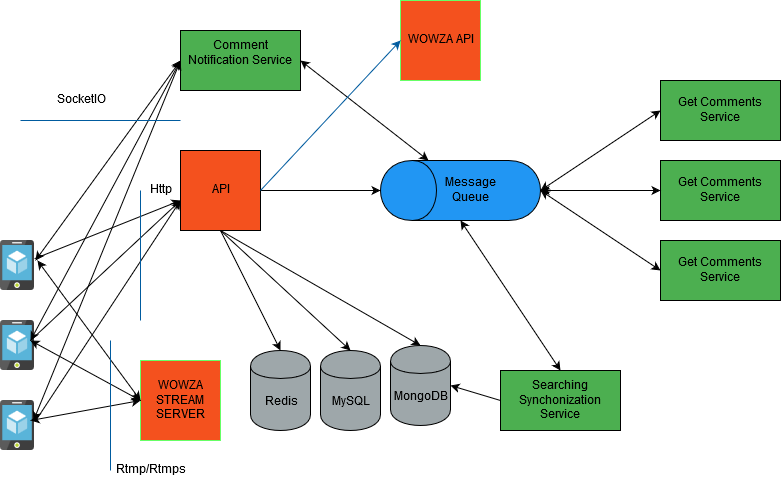 WOWZA API
Comment
Notification Service
SocketIO
Get Comments
Service
Http
API
Message
Queue
Get Comments
Service
Get Comments
Service
WOWZA
STREAM
SERVER
Redis
MySQL
MongoDB
Searching
Synchonization
Service
Rtmp/Rtmps